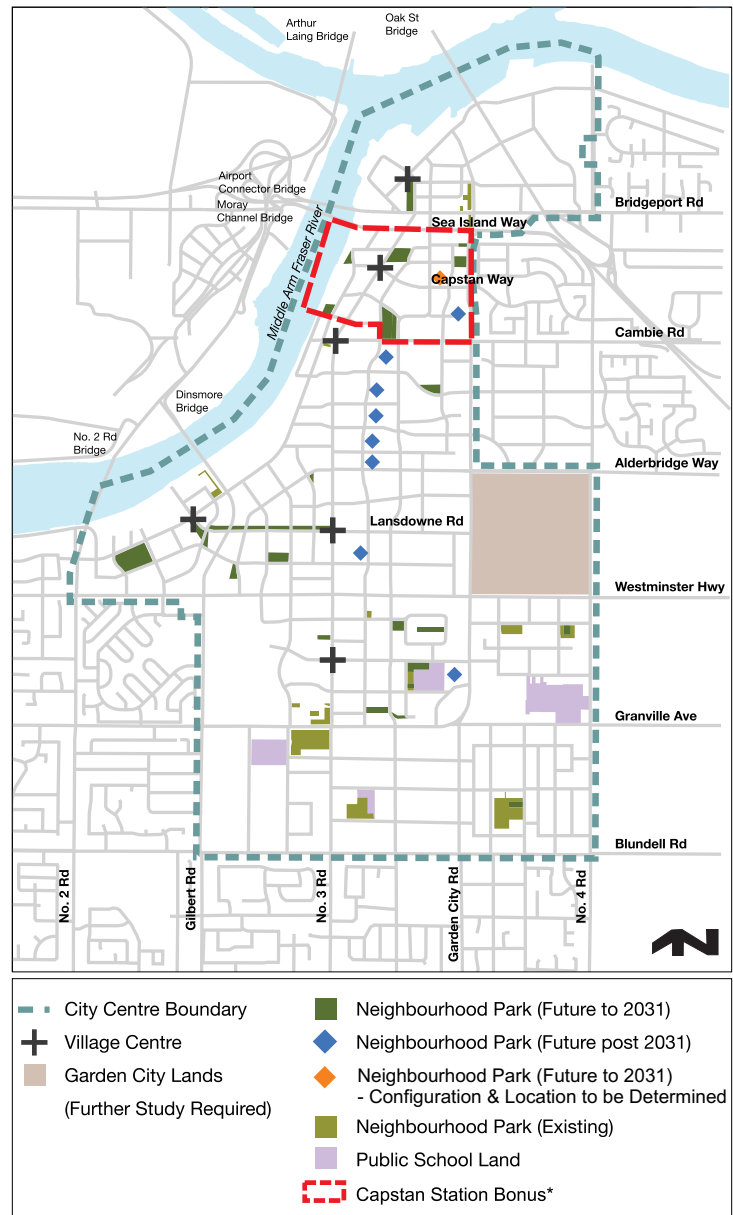 Arthur
Laing Bridge
Oak St
Bridge
Airport
Connector Bridge
Moray
Channel Bridge
Bridgeport Rd
Sea Island Way
Middle Arm Fraser River
Capstan Way
Cambie Rd
Dinsmore
Bridge
No. 2 Rd
Bridge
Alderbridge Way
Lansdowne Rd
Westminster Hwy
Granville Ave
Blundell Rd
No. 2 Rd
Gilbert Rd
No. 3 Rd
Garden City Rd
No. 4 Rd
N
City Centre Boundary
Village Centre
Garden City Lands
(Further Study Required)
Neighbourhood Park (Future to 2031)
Neighbourhood Park (Future post 2031)
Neighbourhood Park (Future to 2031)
- Configuration & Location to be Determined
Neighbourhood Park (Existing)
Public School Land
Capstan Station Bonus*